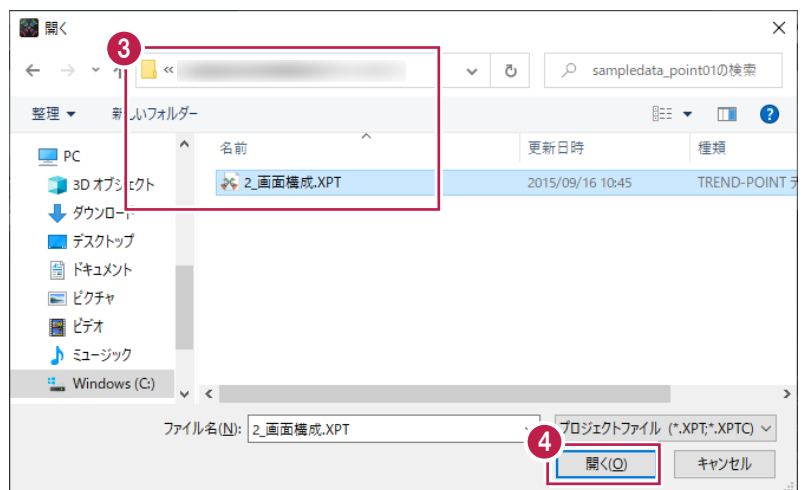 開く
3
«
sampledata_point01の検索
整理 新しいフォルダー
?
名前 更新日時 種類
PC
3D オブジェクト
2_画面構成.XPT 2015/09/16 10:45 TREND-POINT
ダウンロード
デスクトップ
ドキュメント
ピクチャ
ビデオ
ミュージック
Windows (C:)
ファイル名(N): 2_画面構成.XPT プロジェクトファイル (*.XPT;*.XPTC)
4
開く(O) キャンセル